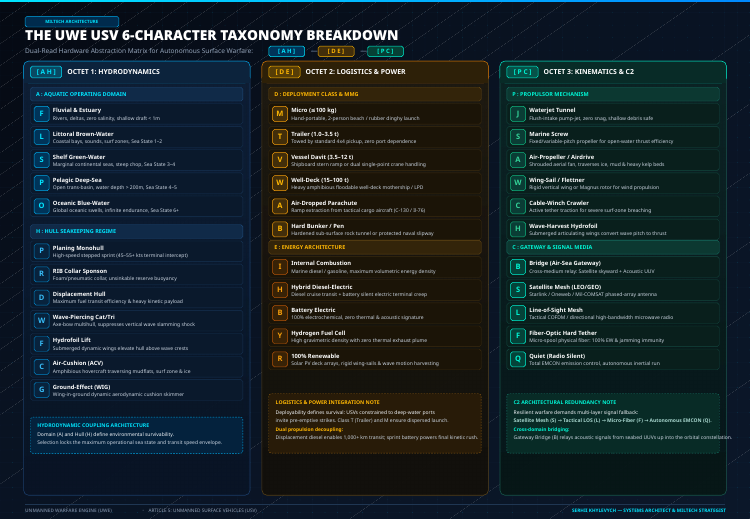 MILTECH ARCHITECTURE
THE UWE USV 6-CHARACTER TAXONOMY BREAKDOWN
Dual-Read Hardware Abstraction Matrix for Autonomous Surface Warfare: [AH] — [DE] — [PC]
[AH] OCTET 1: HYDRODYNAMICS
A : AQUATIC OPERATING DOMAIN
F Fluvial & Estuary
Rivers, deltas, zero salinity, shallow draft < 1m
L Littoral Brown-Water
Coastal bays, sounds, surf zones, Sea State 1–2
S Shelf Green-Water
Marginal continental seas, steep chop, Sea State 3–4
P Pelagic Deep-Sea
Open trans-basin, water depth > 200m, Sea State 4–5
O Oceanic Blue-Water
Global oceanic swells, infinite endurance, Sea State 6+
H : HULL SEAKEEPING REGIME
P Planing Monohull
High-speed stepped sprint (45–55+ kts terminal intercept)
R RIB Collar Sponson
Foam/pneumatic collar, unsinkable reserve buoyancy
D Displacement Hull
Maximum fuel transit efficiency & heavy kinetic payload
W Wave-Piercing Cat/Tri
Axe-bow multihull, suppresses vertical wave slamming shock
F Hydrofoil Lift
Submerged dynamic wings elevate hull above wave crests
C Air-Cushion (ACV)
Amphibious hovercraft traversing mudflats, surf zone & ice
G Ground-Effect (WIG)
Wing-in-ground dynamic aerodynamic cushion skimmer
HYDRODYNAMIC COUPLING ARCHITECTURE
Domain (A) and Hull (H) define environmental survivability.
Selection locks the maximum operational sea state and transit speed envelope.
[DE] OCTET 2: LOGISTICS & POWER
D : DEPLOYMENT CLASS & MMG
M Micro (≤100 kg)
Hand-portable, 2-person beach / rubber dinghy launch
T Trailer (1.0–3.5 t)
Towed by standard 4x4 pickup, zero port dependence
V Vessel Davit (3.5–12 t)
Shipboard stern ramp or dual single-point crane handling
W Well-Deck (15–100 t)
Heavy amphibious floodable well-deck mothership / LPD
A Air-Dropped Parachute
Ramp extraction from tactical cargo aircraft (C-130 / Il-76)
B Hard Bunker / Pen
Hardened sub-surface rock tunnel or protected naval slipway
E : ENERGY ARCHITECTURE
I Internal Combustion
Marine diesel / gasoline, maximum volumetric energy density
H Hybrid Diesel-Electric
Diesel cruise transit + battery silent electric terminal creep
B Battery Electric
100% electrochemical, zero thermal & acoustic signature
Y Hydrogen Fuel Cell
High gravimetric density with zero thermal exhaust plume
R 100% Renewable
Solar PV deck arrays, rigid wing-sails & wave motion harvesting
LOGISTICS & POWER INTEGRATION NOTE
Deployability defines survival: USVs constrained to deep-water ports
invite pre-emptive strikes. Class T (Trailer) and M ensure dispersed launch.
Dual propulsion decoupling:
Displacement diesel enables 1,000+ km transit; sprint battery powers final kinetic rush.
[PC] OCTET 3: KINEMATICS & C2
P : PROPULSOR MECHANISM
J Waterjet Tunnel
Flush-intake pump-jet, zero snag, shallow debris safe
S Marine Screw
Fixed/variable-pitch propeller for open-water thrust efficiency
A Air-Propeller / Airdrive
Shrouded aerial fan, traverses ice, mud & heavy kelp beds
W Wing-Sail / Flettner
Rigid vertical wing or Magnus rotor for wind propulsion
C Cable-Winch Crawler
Active tether traction for severe surf-zone beaching
H Wave-Harvest Hydrofoil
Submerged articulating wings convert wave pitch to thrust
C : GATEWAY & SIGNAL MEDIA
B Bridge (Air-Sea Gateway)
Cross-medium relay: Satellite skyward + Acoustic UUV
S Satellite Mesh (LEO/GEO)
Starlink / Oneweb / Mil-COMSAT phased-array antenna
L Line-of-Sight Mesh
Tactical COFDM / directional high-bandwidth microwave radio
F Fiber-Optic Hard Tether
Micro-spool physical fiber: 100% EW & jamming immunity
Q Quiet (Radio Silent)
Total EMCON emission control, autonomous inertial run
C2 ARCHITECTURAL REDUNDANCY NOTE
Resilient warfare demands multi-layer signal fallback:
Satellite Mesh (S) → Tactical LOS (L) → Micro-Fiber (F) → Autonomous EMCON (Q).
Cross-domain bridging:
Gateway Bridge (B) relays acoustic signals from seabed UUVs up into the orbital constellation.
UNMANNED WARFARE ENGINE (UWE) · ARTICLE 5: UNMANNED SURFACE VEHICLES (USV) SERHII KHYLEVYCH — SYSTEMS ARCHITECT & MILTECH STRATEGIST